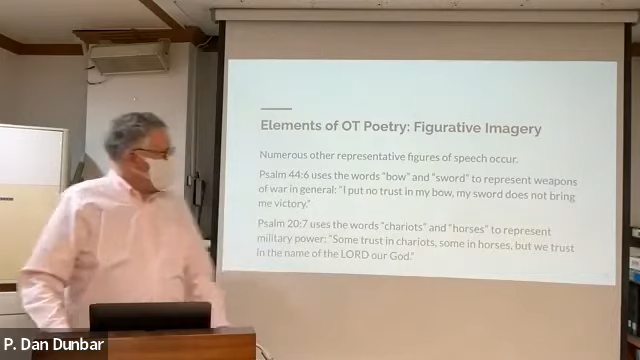 Elements of OT Poetry: Figurative Imagery
Numerous other representative figures of speech occur.
Psalm 44:6 uses the words "bow" and "sword" to represent weapons
of war in general: "I put no trust in my bow, my sword does not bring
me victory."
Psalm 20:7 uses the words "chariots" and "horses" to represent
military power: "Some trust in chariots, some in horses, but we trust
in the name of the LORD our God."
P. Dan Dunbar